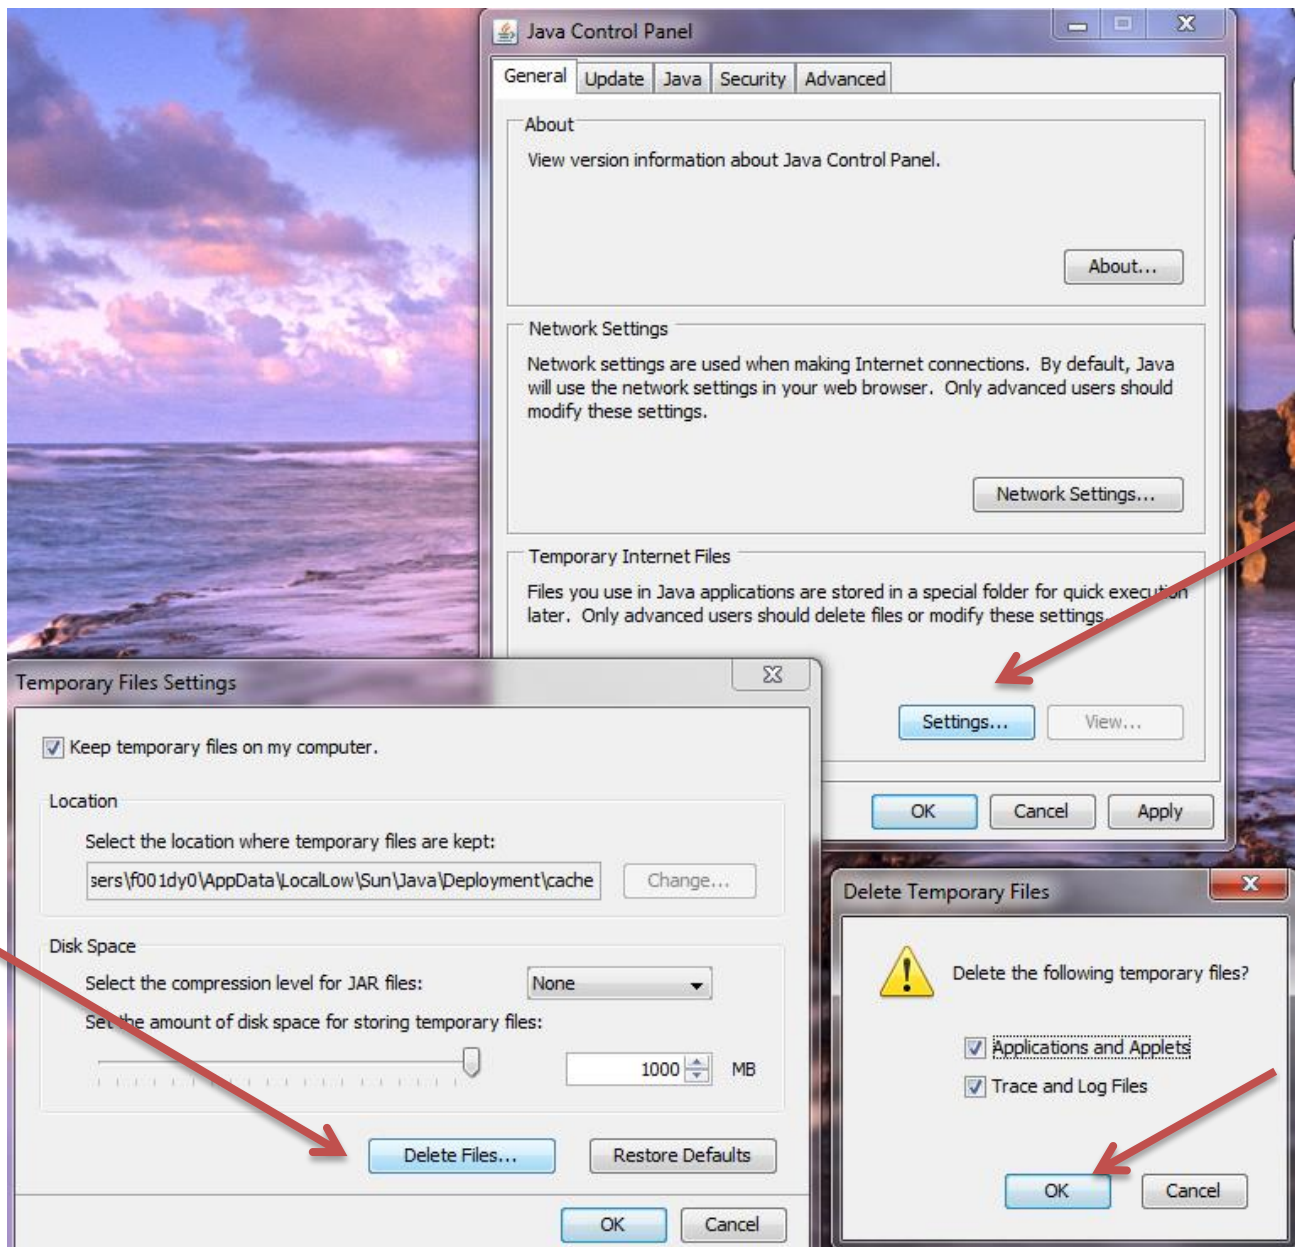 Java Control Panel
General Update Java Security Advanced
About
View version information about Java Control Panel.
About...
Network Settings
Network settings are used when making Internet connections. By default, Java
will use the network settings in your web browser. Only advanced users should
modify these settings.
Network Settings...
Temporary Internet Files
Files you use in Java applications are stored in a special folder for quick execution
later. Only advanced users should delete files or modify these settings.
Settings... View...
OK Cancel Apply
Temporary Files Settings
Keep temporary files on my computer.
Location
Select the location where temporary files are kept:
sers\f001dy0\AppData\LocalLow\Sun\Java\Deployment\cache Change...
Disk Space
Select the compression level for JAR files: None
Set the amount of disk space for storing temporary files:
1000 MB
Delete Files... Restore Defaults
OK Cancel
Delete Temporary Files
Delete the following temporary files?
Applications and Applets
Trace and Log Files
OK Cancel